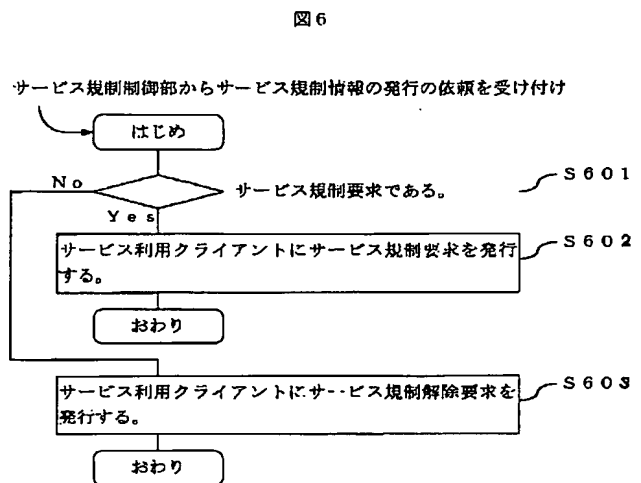 図6
サービス規制制御部からサービス規制情報の発行の依頼を受け付け
はじめ
No
サービス規制要求である。
S601
Yes
サービス利用クライアントにサービス規制要求を発行
する。
S602
おわり
サービス利用クライアントにサービス規制解除要求を
発行する。
S603
おわり